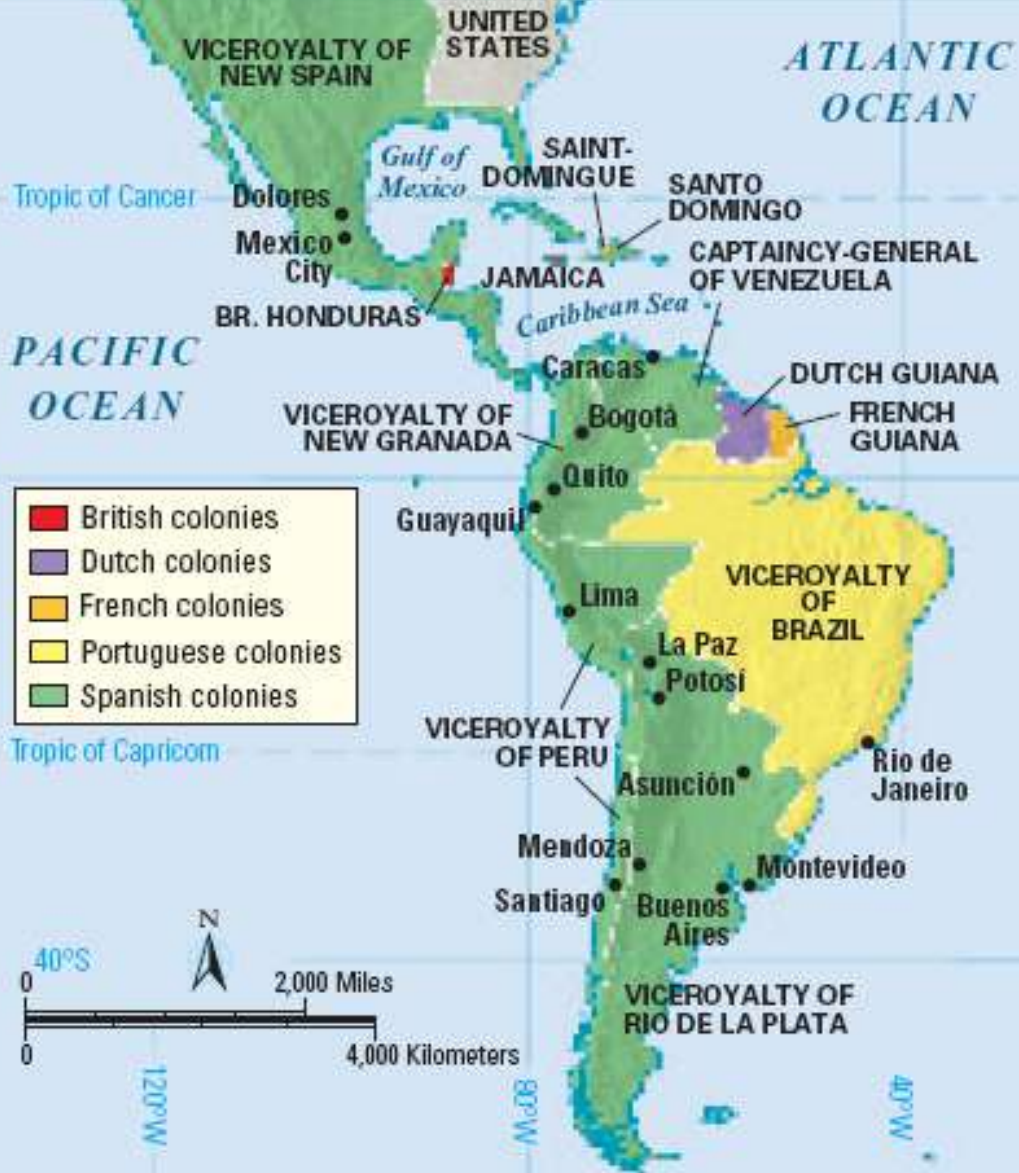 UNITED
STATES
VICEROYALTY OF
NEW SPAIN
ATLANTIC
OCEAN
Gulf of
Mexico
SAINT-
DOMINGUE
SANTO
DOMINGO
Tropic of Cancer
Dolores
Mexico
City
CAPTAINCY-GENERAL
OF VENEZUELA
JAMAICA
BR. HONDURAS
Caribbean Sea
PACIFIC
OCEAN
Caracas
DUTCH GUIANA
VICEROYALTY OF
NEW GRANADA
Bogotá
FRENCH
GUIANA
Quito
Guayaquil
British colonies
Dutch colonies
French colonies
Portuguese colonies
Spanish colonies
VICEROYALTY
OF
BRAZIL
Lima
La Paz
Potosí
VICEROYALTY
OF PERU
Tropic of Capricorn
Asunción
Rio de
Janeiro
Mendoza
Montevideo
Santiago
Buenos
Aires
N
40°S
0
2,000 Miles
VICEROYALTY OF
RIO DE LA PLATA
0
4,000 Kilometers
120°W
80°W
40°W